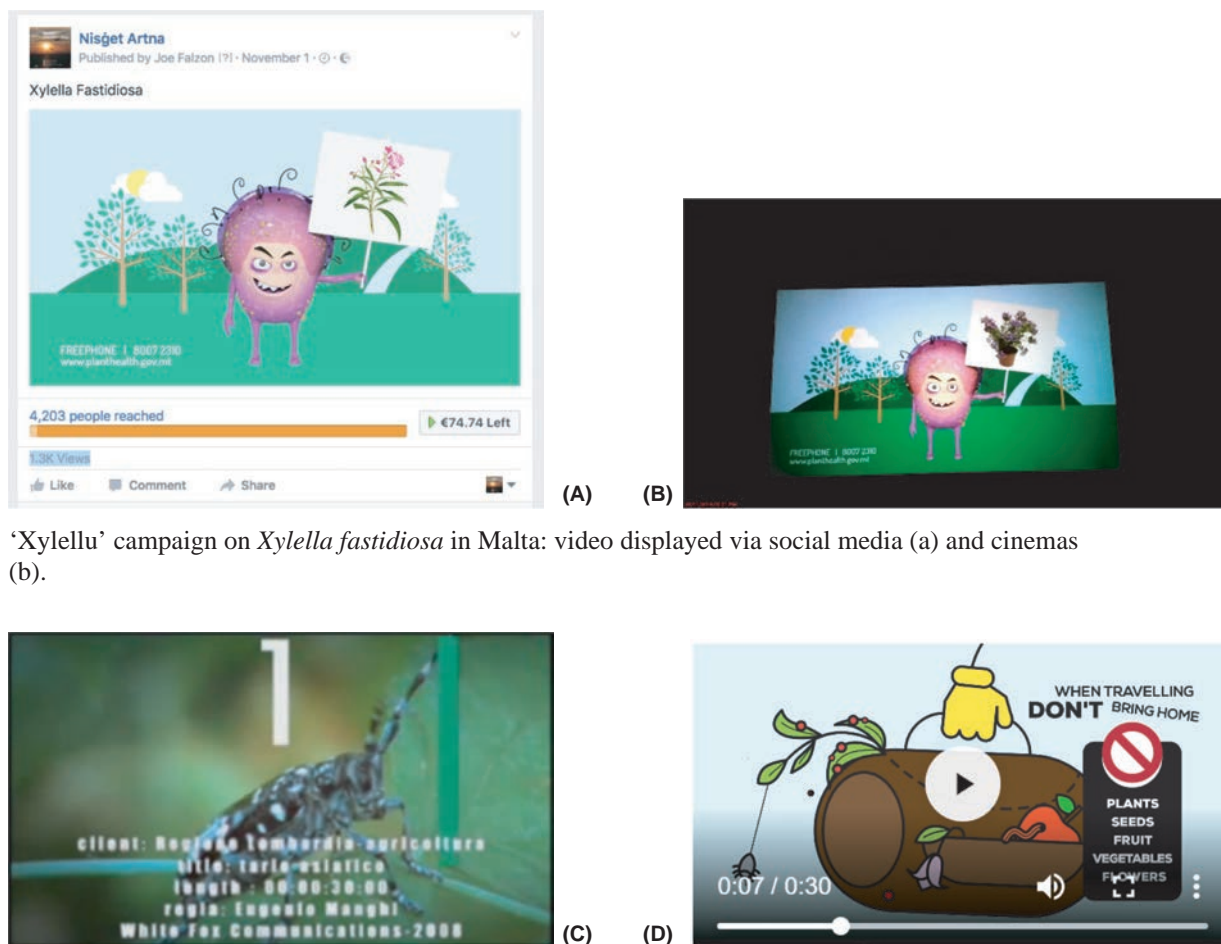 Nisġet Artna
Published by Joe Falzon [?] · November 1 ·
Xylella Fastidiosa
FREEPHONE | 8007 2310
www.planthealth.gov.mt
4,203 people reached
€74.74 Left
1.3K Views
Like Comment Share
(A)
(B)
FREEPHONE | 8007 2310
www.planthealth.gov.mt
‘Xylellu’ campaign on Xylella fastidiosa in Malta: video displayed via social media (a) and cinemas
(b).
1
client: Regione Lombardia-agricoltura
title: tarlo asiatico
length : 00:00:30:00
regia: Eugenio Manghi
White Fox Communications-2008
(C)
(D)
WHEN TRAVELLING
DON'T BRING HOME
PLANTS
SEEDS
FRUIT
VEGETABLES
FLOWERS
0:07 / 0:30